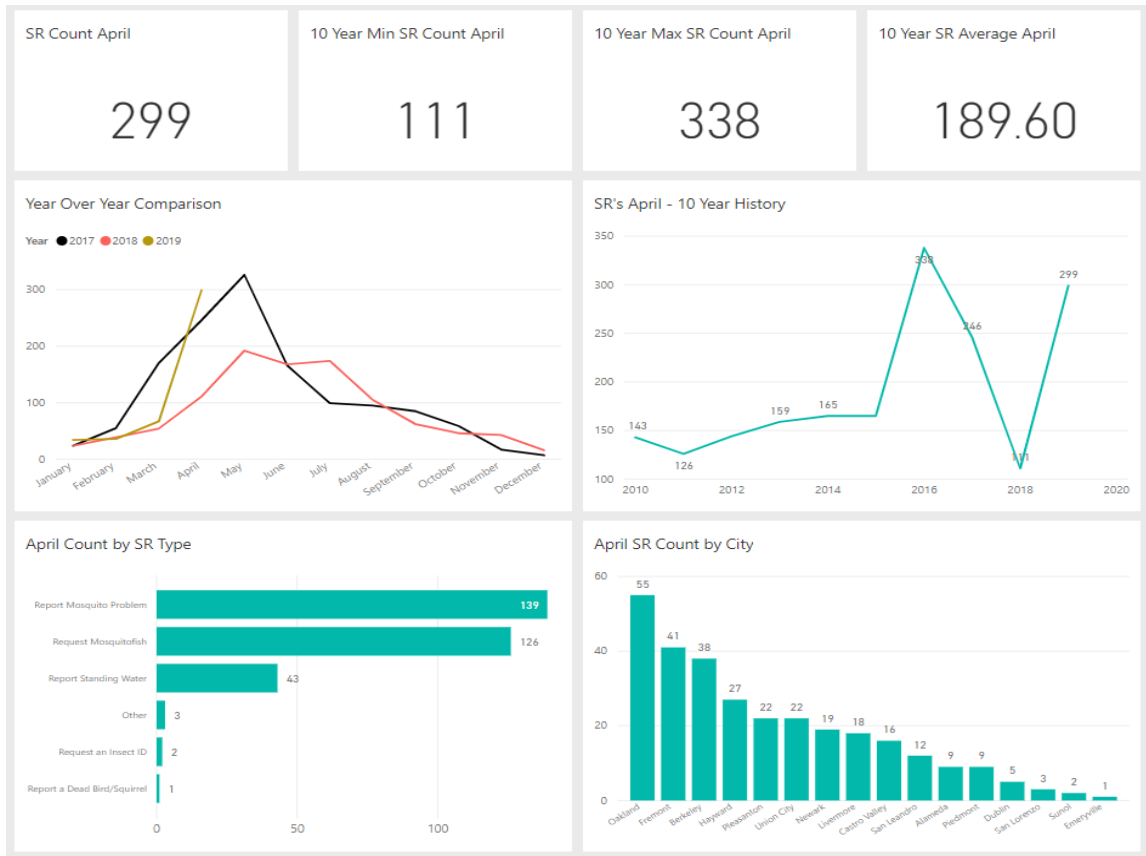 SR Count April
299
10 Year Min SR Count April
111
10 Year Max SR Count April
338
10 Year SR Average April
189.60
Year Over Year Comparison
Year 2017 2018 2019
300
200
100
0
January February March April May June July August September October November December
SR's April - 10 Year History
350
300
250
200
150
100
143
126
159
165
338
246
111
299
2010 2012 2014 2016 2018 2020
April Count by SR Type
Report Mosquito Problem 139
Request Mosquitofish 126
Report Standing Water 43
Other 3
Request an Insect ID 2
Report a Dead Bird/Squirrel 1
0 50 100
April SR Count by City
60
40
20
0
55 41 38 27 22 22 19 18 16 12 9 9 5 3 2 1
Oakland Fremont Berkeley Hayward Pleasanton Union City Newark Livermore Castro Valley San Leandro Alameda Piedmont Dublin San Lorenzo Sunol Emeryville